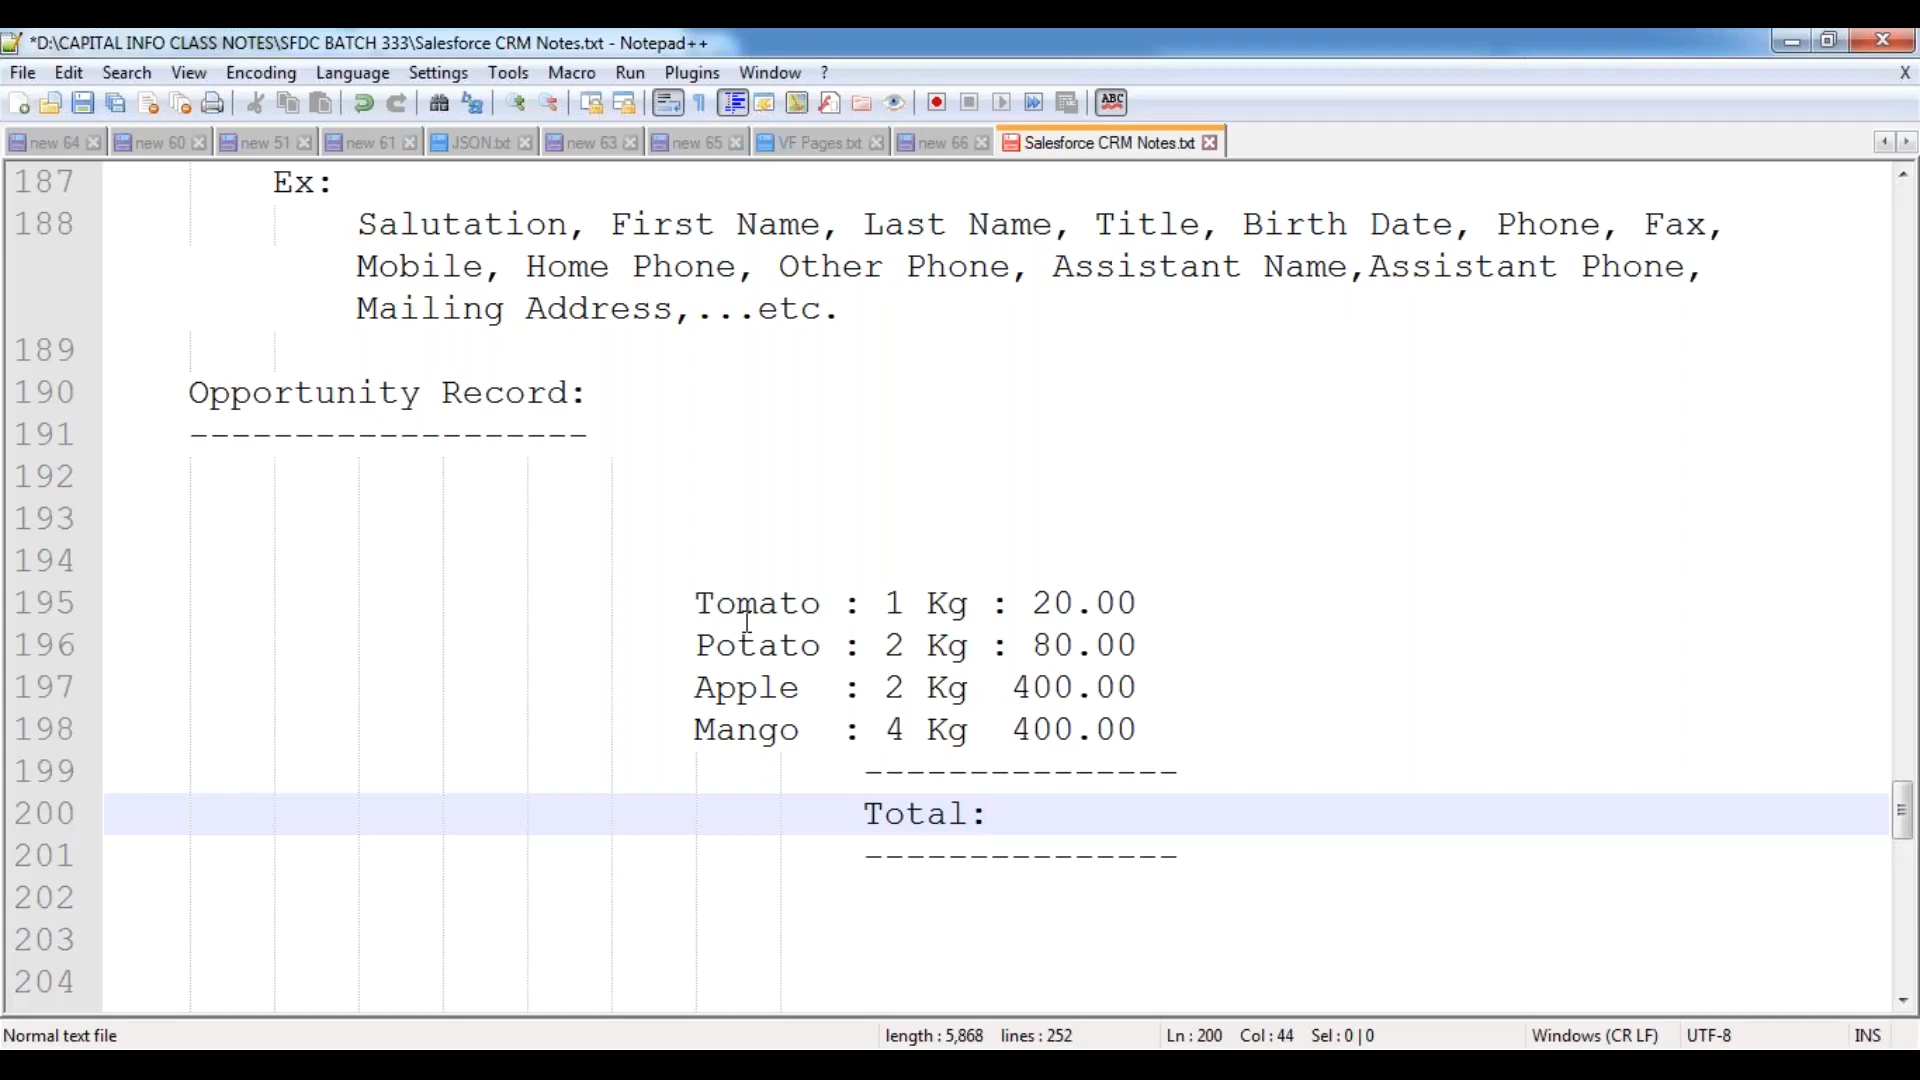 *D:\CAPITAL INFO CLASS NOTES\SFDC BATCH 333\Salesforce CRM Notes.txt - Notepad++
File Edit Search View Encoding Language Settings Tools Macro Run Plugins Window ? X
new 64 new 60 new 51 new 61 JSON.txt new 63 new 65 VF Pages.txt new 66 Salesforce CRM Notes.txt
187 Ex:
188 Salutation, First Name, Last Name, Title, Birth Date, Phone, Fax,
Mobile, Home Phone, Other Phone, Assistant Name,Assistant Phone,
Mailing Address,...etc.
189
190 Opportunity Record:
191 -------------------
192
193
194
195 Tomato : 1 Kg : 20.00
196 Potato : 2 Kg : 80.00
197 Apple : 2 Kg 400.00
198 Mango : 4 Kg 400.00
199 ---------------
200 Total:
201 ---------------
202
203
204
Normal text file length : 5,868 lines : 252 Ln : 200 Col : 44 Sel : 0 | 0 Windows (CR LF) UTF-8 INS